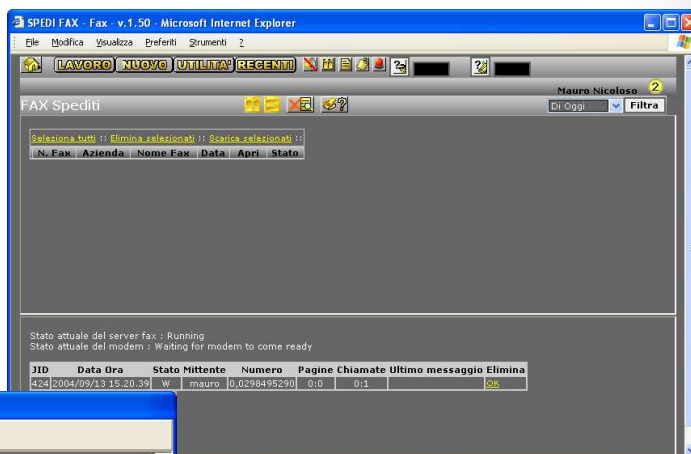 SPEDI FAX - Fax - v.1.50 - Microsoft Internet Explorer
File Modifica Visualizza Preferiti Strumenti ?
LAVORO NUOVO UTILITA' RECENTI
Mauro Nicoloso 2
FAX Spediti Di Oggi Filtra
Seleziona tutti :: Elimina selezionati :: Scarica selezionati ::
N. Fax Azienda Nome Fax Data Apri Stato
Stato attuale del server fax : Running
Stato attuale del modem : Waiting for modem to come ready
JID Data Ora Stato Mittente Numero Pagine Chiamate Ultimo messaggio Elimina
424 2004/09/13 15.20.39 W mauro 0,0298495290 0:0 0:1 OK